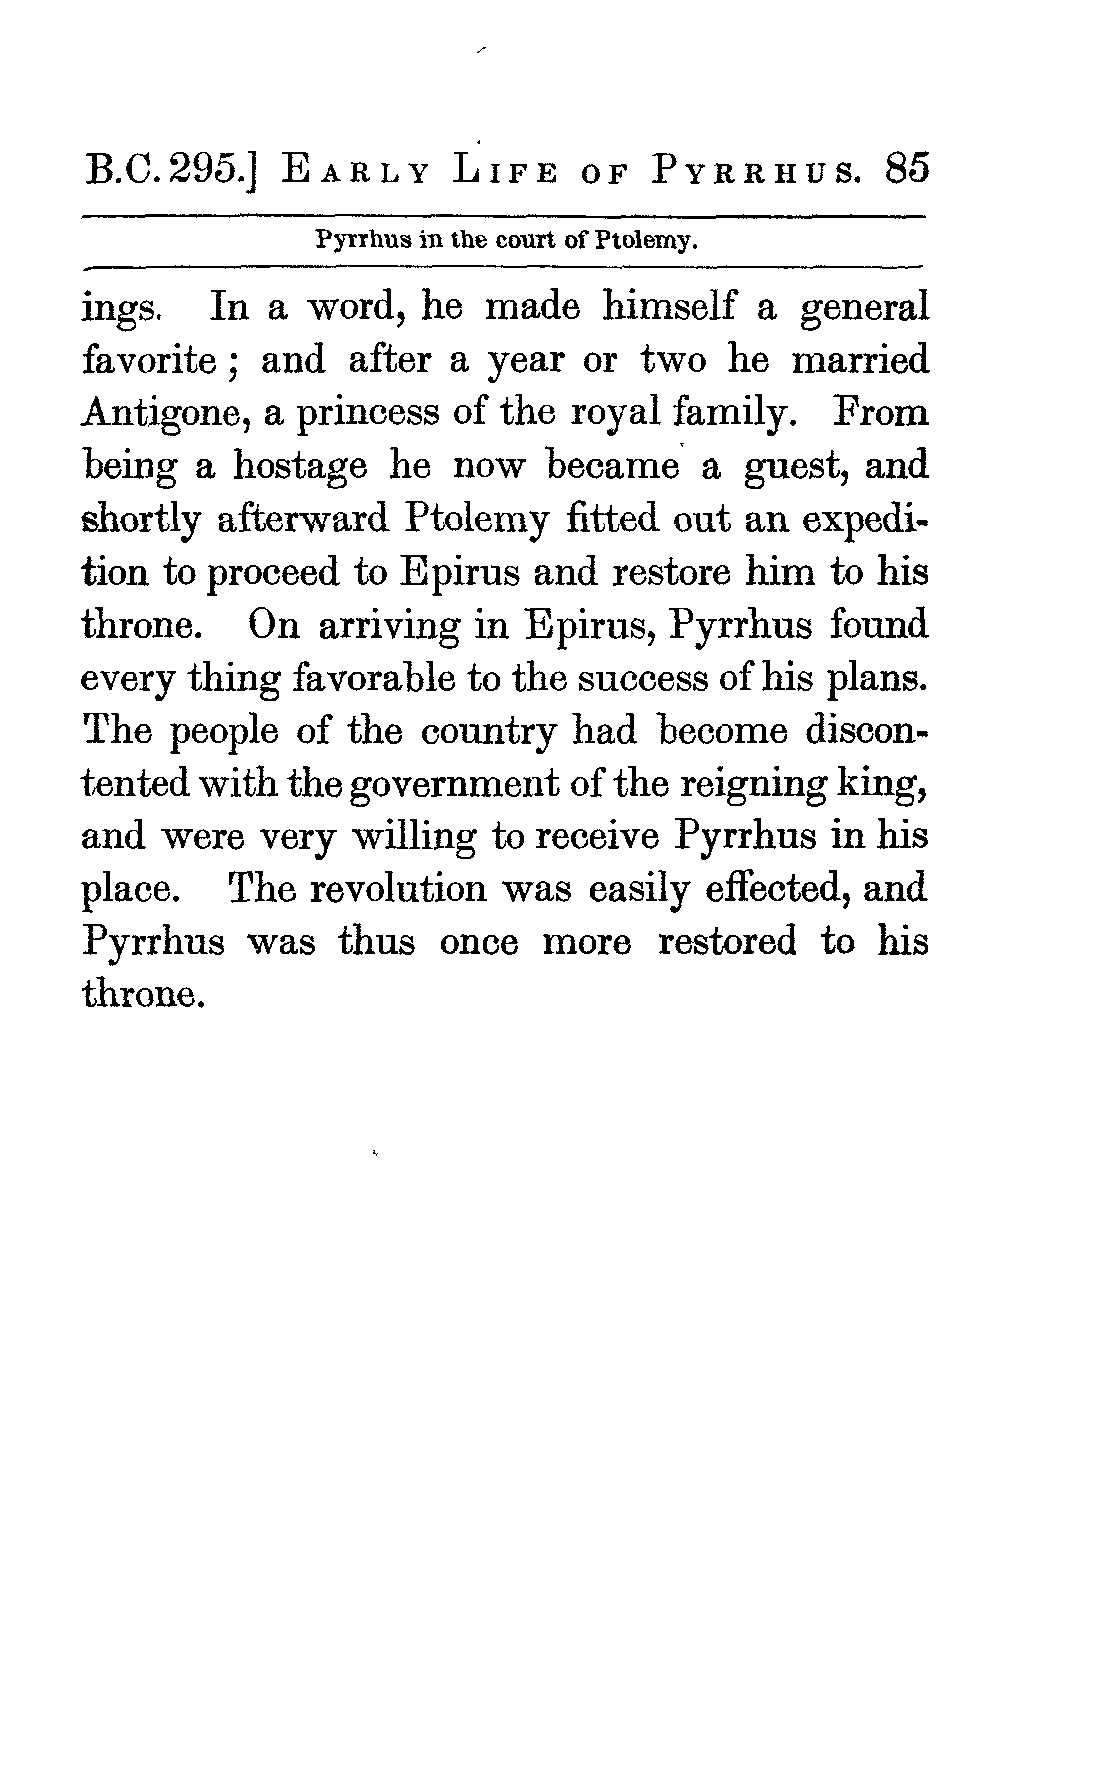 B.C. 295.] EARLY LIFE OF PYRRHUS. 85
Pyrrhus in the court of Ptolemy.
ings. In a word, he made himself a general
favorite ; and after a year or two he married
Antigone, a princess of the royal family. From
being a hostage he now became a guest, and
shortly afterward Ptolemy fitted out an expedi-
tion to proceed to Epirus and restore him to his
throne. On arriving in Epirus, Pyrrhus found
every thing favorable to the success of his plans.
The people of the country had become discon-
tented with the government of the reigning king,
and were very willing to receive Pyrrhus in his
place. The revolution was easily effected, and
Pyrrhus was thus once more restored to his
throne.